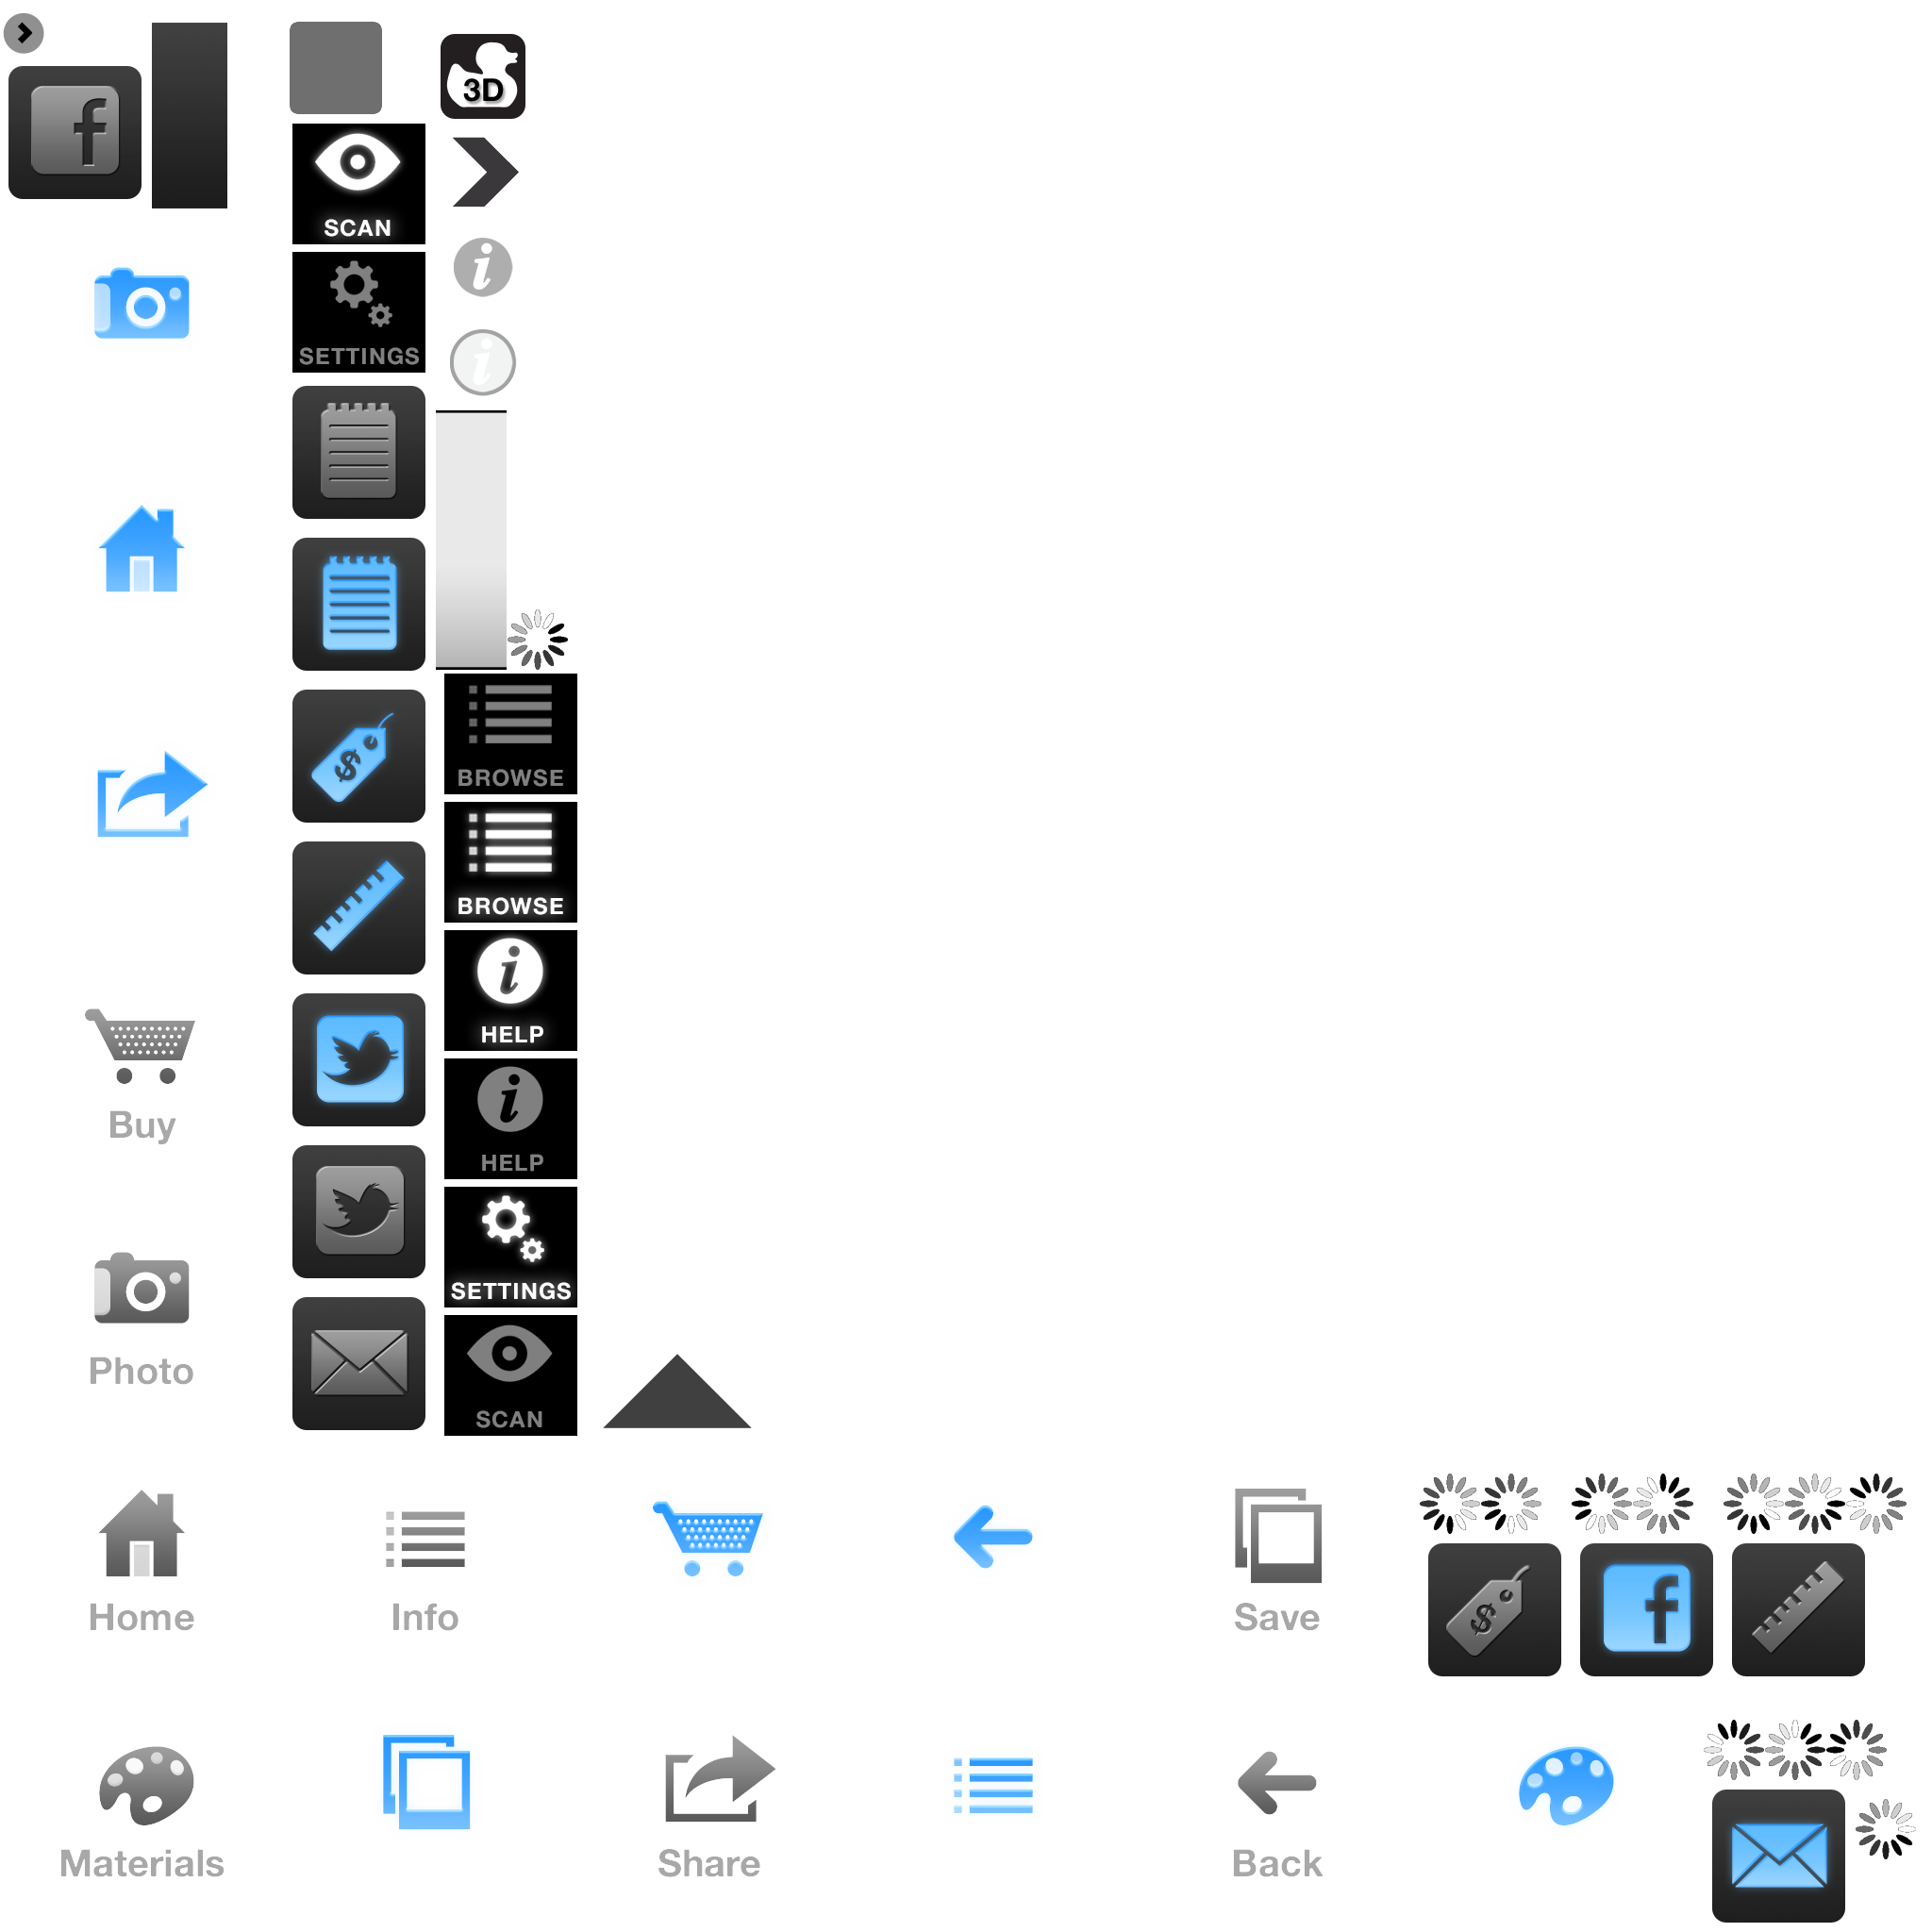 f
3D
SCAN
i
SETTINGS
i
$
BROWSE
BROWSE
i
HELP
Buy
i
HELP
SETTINGS
Photo
SCAN
Home
Info
Save
$
f
Materials
Share
Back